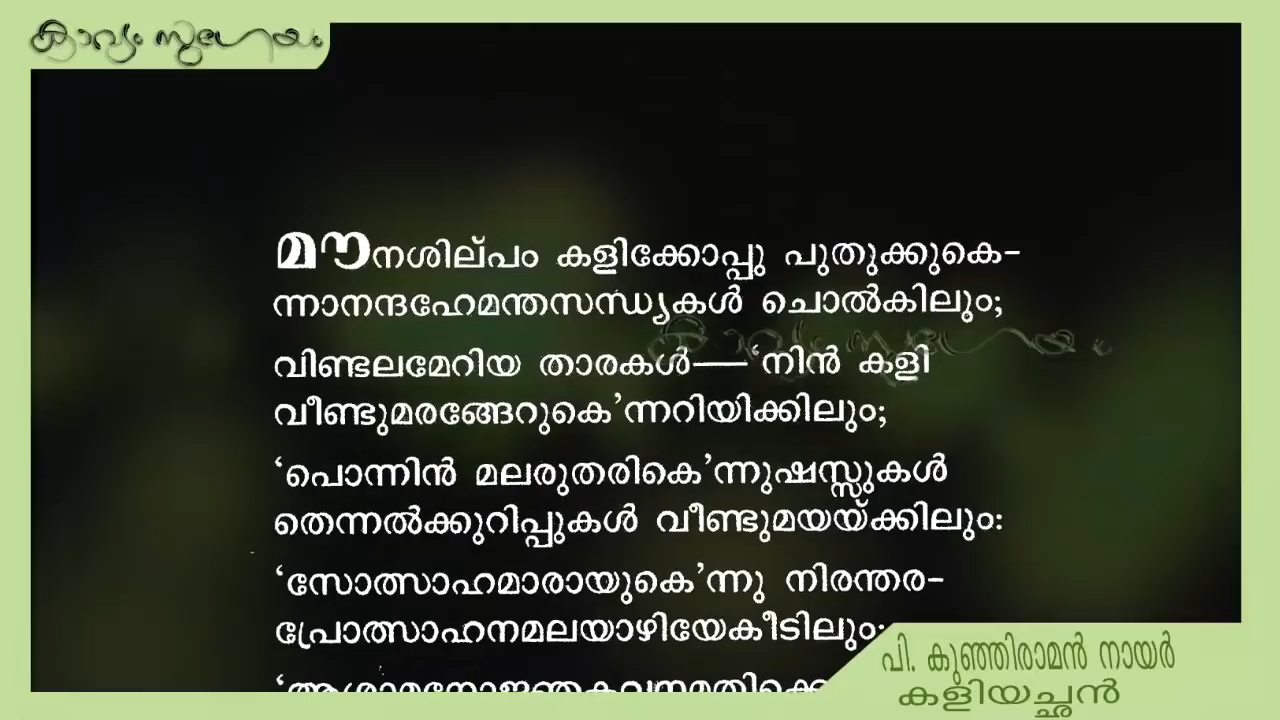 കാവ്യം സുഗേയം
മൗനശില്പം കളിക്കോപ്പു പുതുക്കുകെ–
ന്നാനന്ദഹേമന്തസന്ധ്യകൾ ചൊൽകിലും;
വിണ്ടലമേറിയ താരകൾ—‘നിൻ കളി
വീണ്ടുമരങ്ങേറുകെ’ന്നറിയിക്കിലും;
‘പൊന്നിൻ മലരുതരികെ’ന്നുഷസ്സുകൾ
തെന്നൽക്കുറിപ്പുകൾ വീണ്ടുമയയ്ക്കിലും:
‘സോത്സാഹമാരായുകെ’ന്നു നിരന്തര–
പ്രോത്സാഹനമലയാഴിയേകീടിലും;
പി. കുഞ്ഞിരാമൻ നായർ
കളിയച്ഛൻ